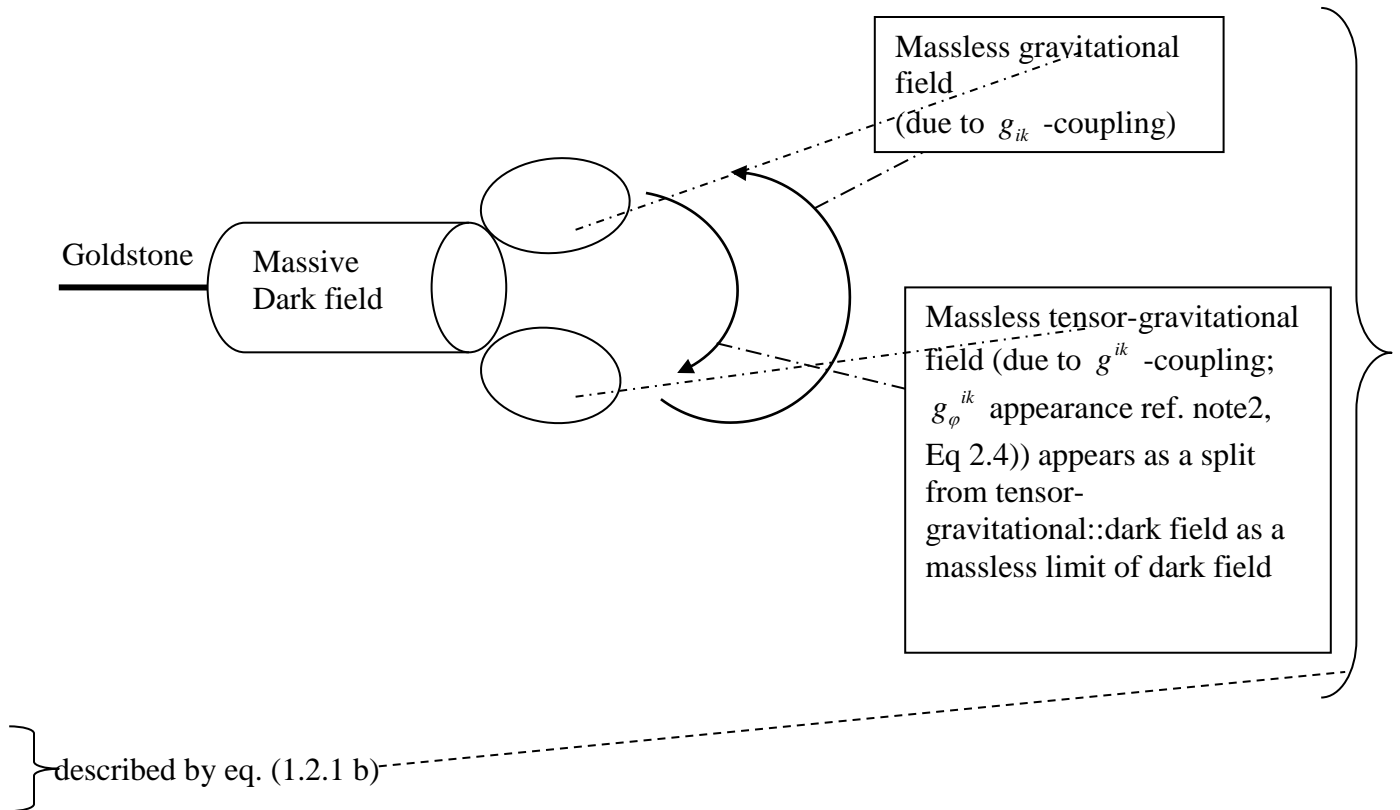 Massless gravitational
field
(due to g_{ik} -coupling)
Goldstone
Massive
Dark field
Massless tensor-gravitational
field (due to g^{ik} -coupling;
g_φ^{ik} appearance ref. note2,
Eq 2.4)) appears as a split
from tensor-
gravitational::dark field as a
massless limit of dark field
described by eq. (1.2.1 b)